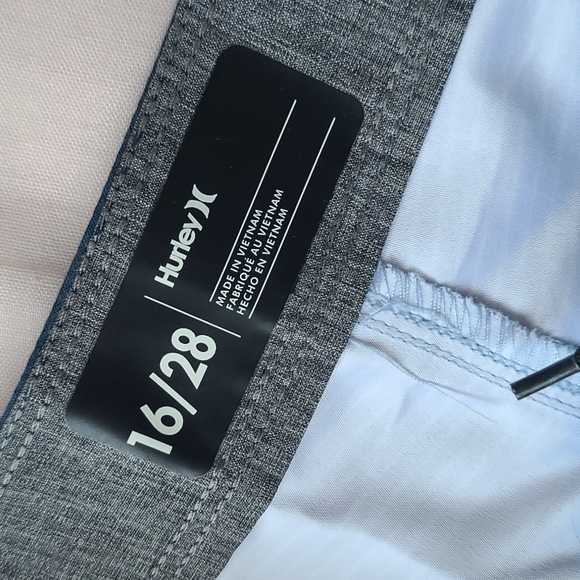 Hurley
MADE IN VIETNAM
FABRIQUÉ AU VIETNAM
HECHO EN VIETNAM
16/28